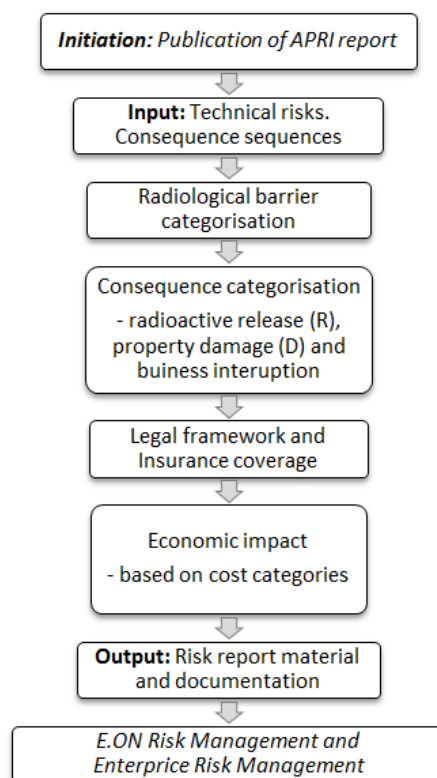 Initiation: Publication of APRI report
Input: Technical risks.
Consequence sequences
Radiological barrier
categorisation
Consequence categorisation
- radioactive release (R),
property damage (D) and
buiness interuption
Legal framework and
Insurance coverage
Economic impact
- based on cost categories
Output: Risk report material
and documentation
E.ON Risk Management and
Enterprice Risk Management